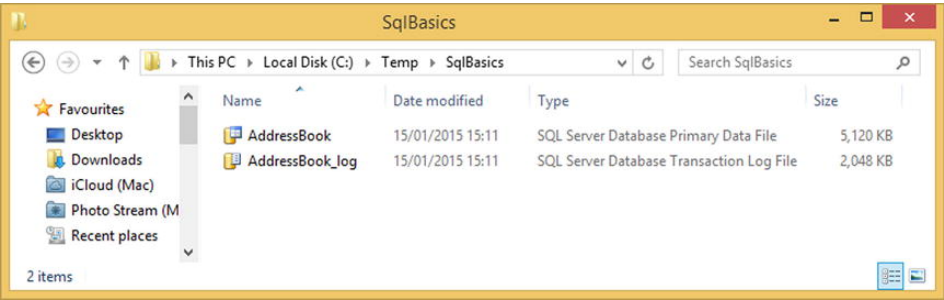 SqlBasics
This PC Local Disk (C:) Temp SqlBasics Search SqlBasics
Favourites
Desktop
Downloads
iCloud (Mac)
Photo Stream (M
Recent places
Name Date modified Type Size
AddressBook 15/01/2015 15:11 SQL Server Database Primary Data File 5,120 KB
AddressBook_log 15/01/2015 15:11 SQL Server Database Transaction Log File 2,048 KB
2 items